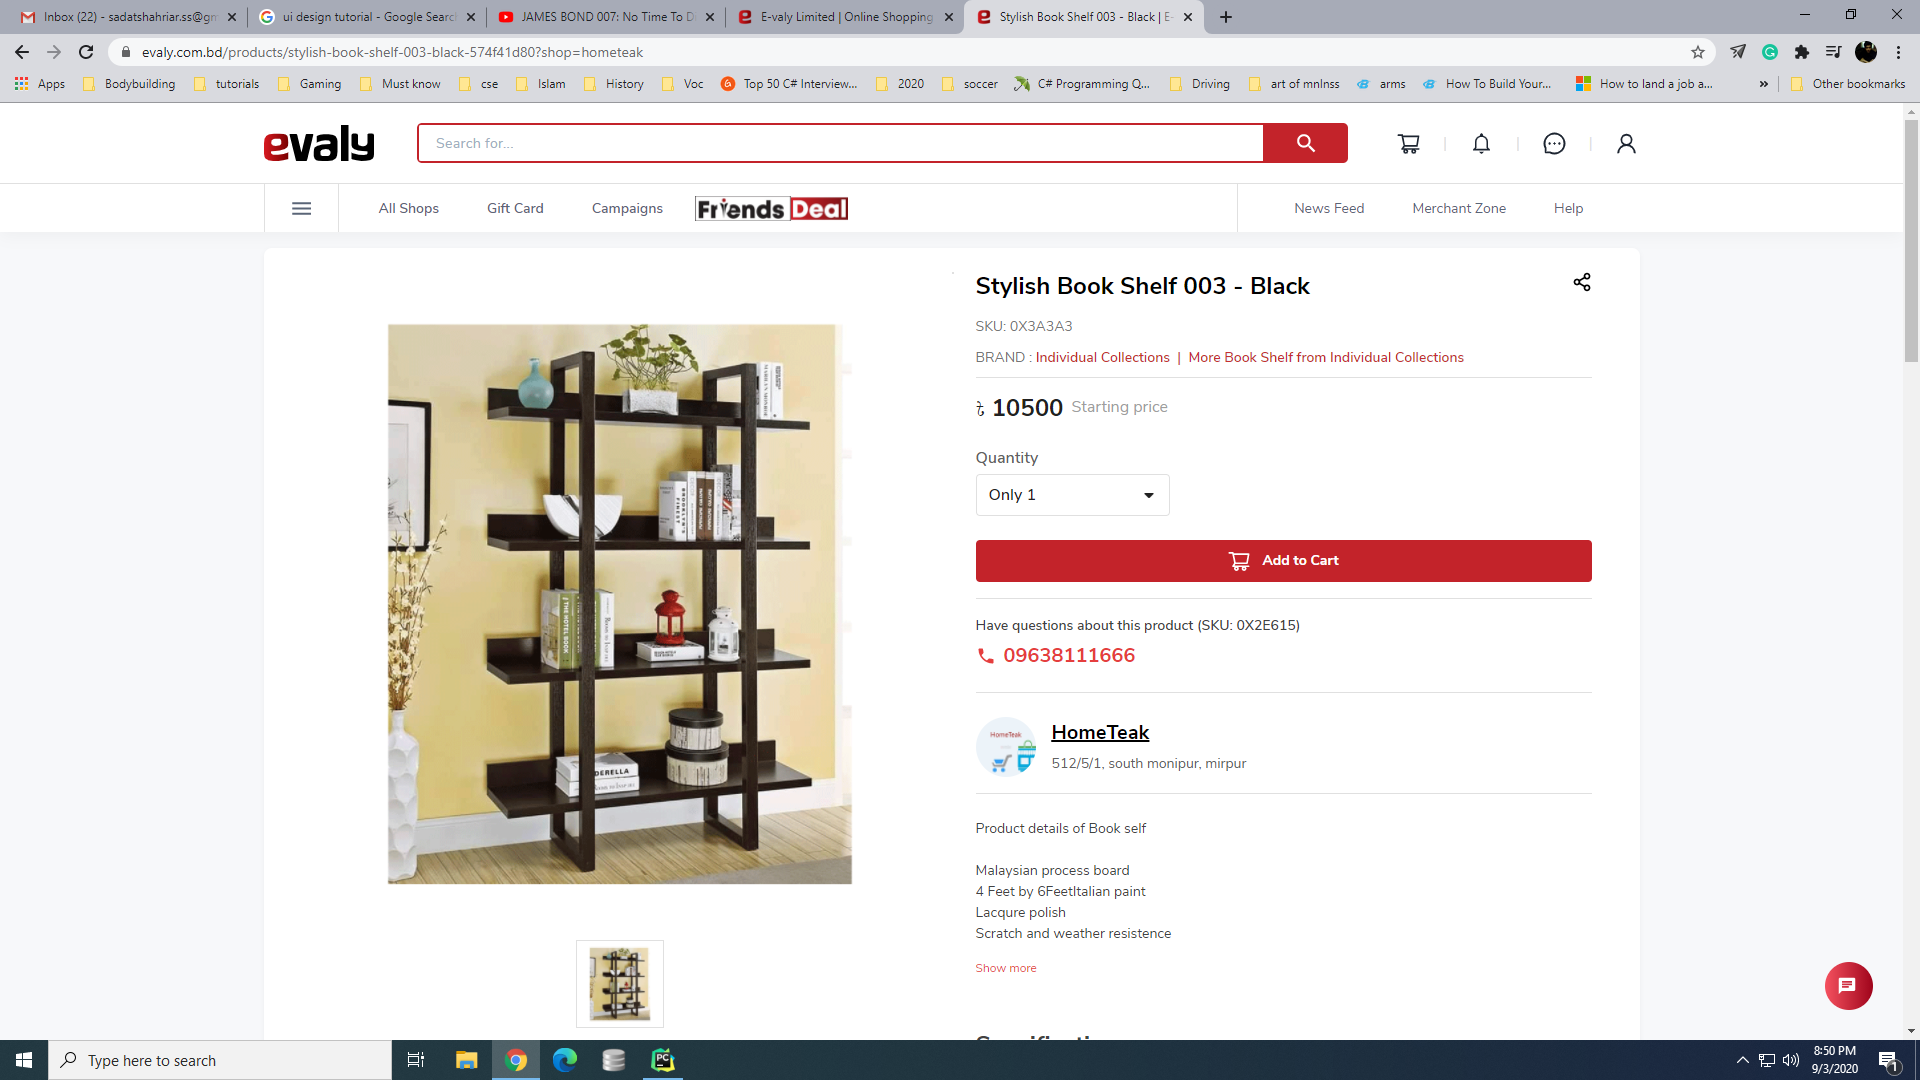 Inbox (22) - sadatshahriar.ss@gm
ui design tutorial - Google Searc
JAMES BOND 007: No Time To D
E-valy Limited | Online Shopping
Stylish Book Shelf 003 - Black | E-
evaly.com.bd/products/stylish-book-shelf-003-black-574f41d80?shop=hometeak
Apps Bodybuilding tutorials Gaming Must know cse Islam History Voc Top 50 C# Interview... 2020 soccer C# Programming Q... Driving art of mnlnss arms How To Build Your... How to land a job a... » Other bookmarks
evaly
Search for...
All Shops Gift Card Campaigns Friends Deal News Feed Merchant Zone Help
Stylish Book Shelf 003 - Black
SKU: 0X3A3A3
BRAND : Individual Collections | More Book Shelf from Individual Collections
৳ 10500 Starting price
Quantity
Only 1
Add to Cart
Have questions about this product (SKU: 0X2E615)
09638111666
HomeTeak
HomeTeak
512/5/1, south monipur, mirpur
Product details of Book self
Malaysian process board
4 Feet by 6FeetItalian paint
Lacqure polish
Scratch and weather resistence
Show more
THE HOTEL BOOK
DERELLA
Type here to search
PC
8:50 PM
9/3/2020
1